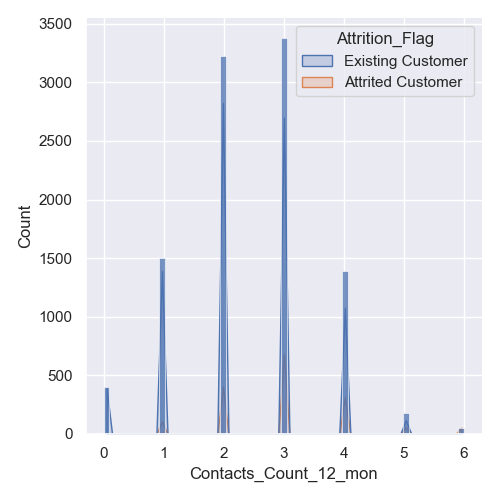 Attrition_Flag
Existing Customer
Attrited Customer
3500
3000
2500
2000
1500
1000
500
0
Count
0 1 2 3 4 5 6
Contacts_Count_12_mon